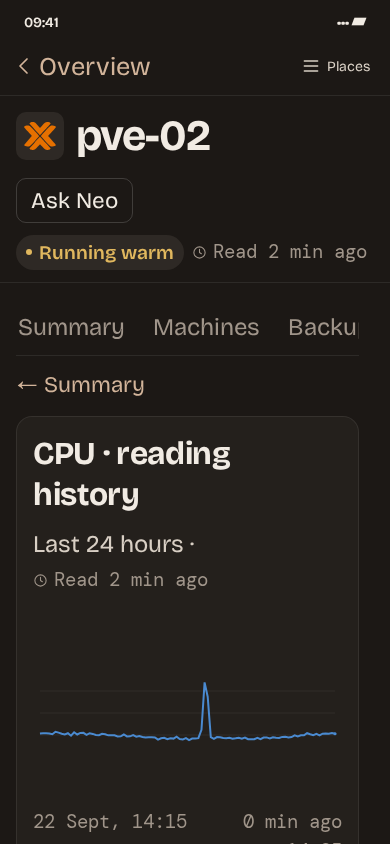 09:41
Overview
Places
pve-02
Ask Neo
Running warm
Read 2 min ago
Summary Machines Backu
← Summary
CPU · reading
history
Last 24 hours ·
Read 2 min ago
22 Sept, 14:15 0 min ago